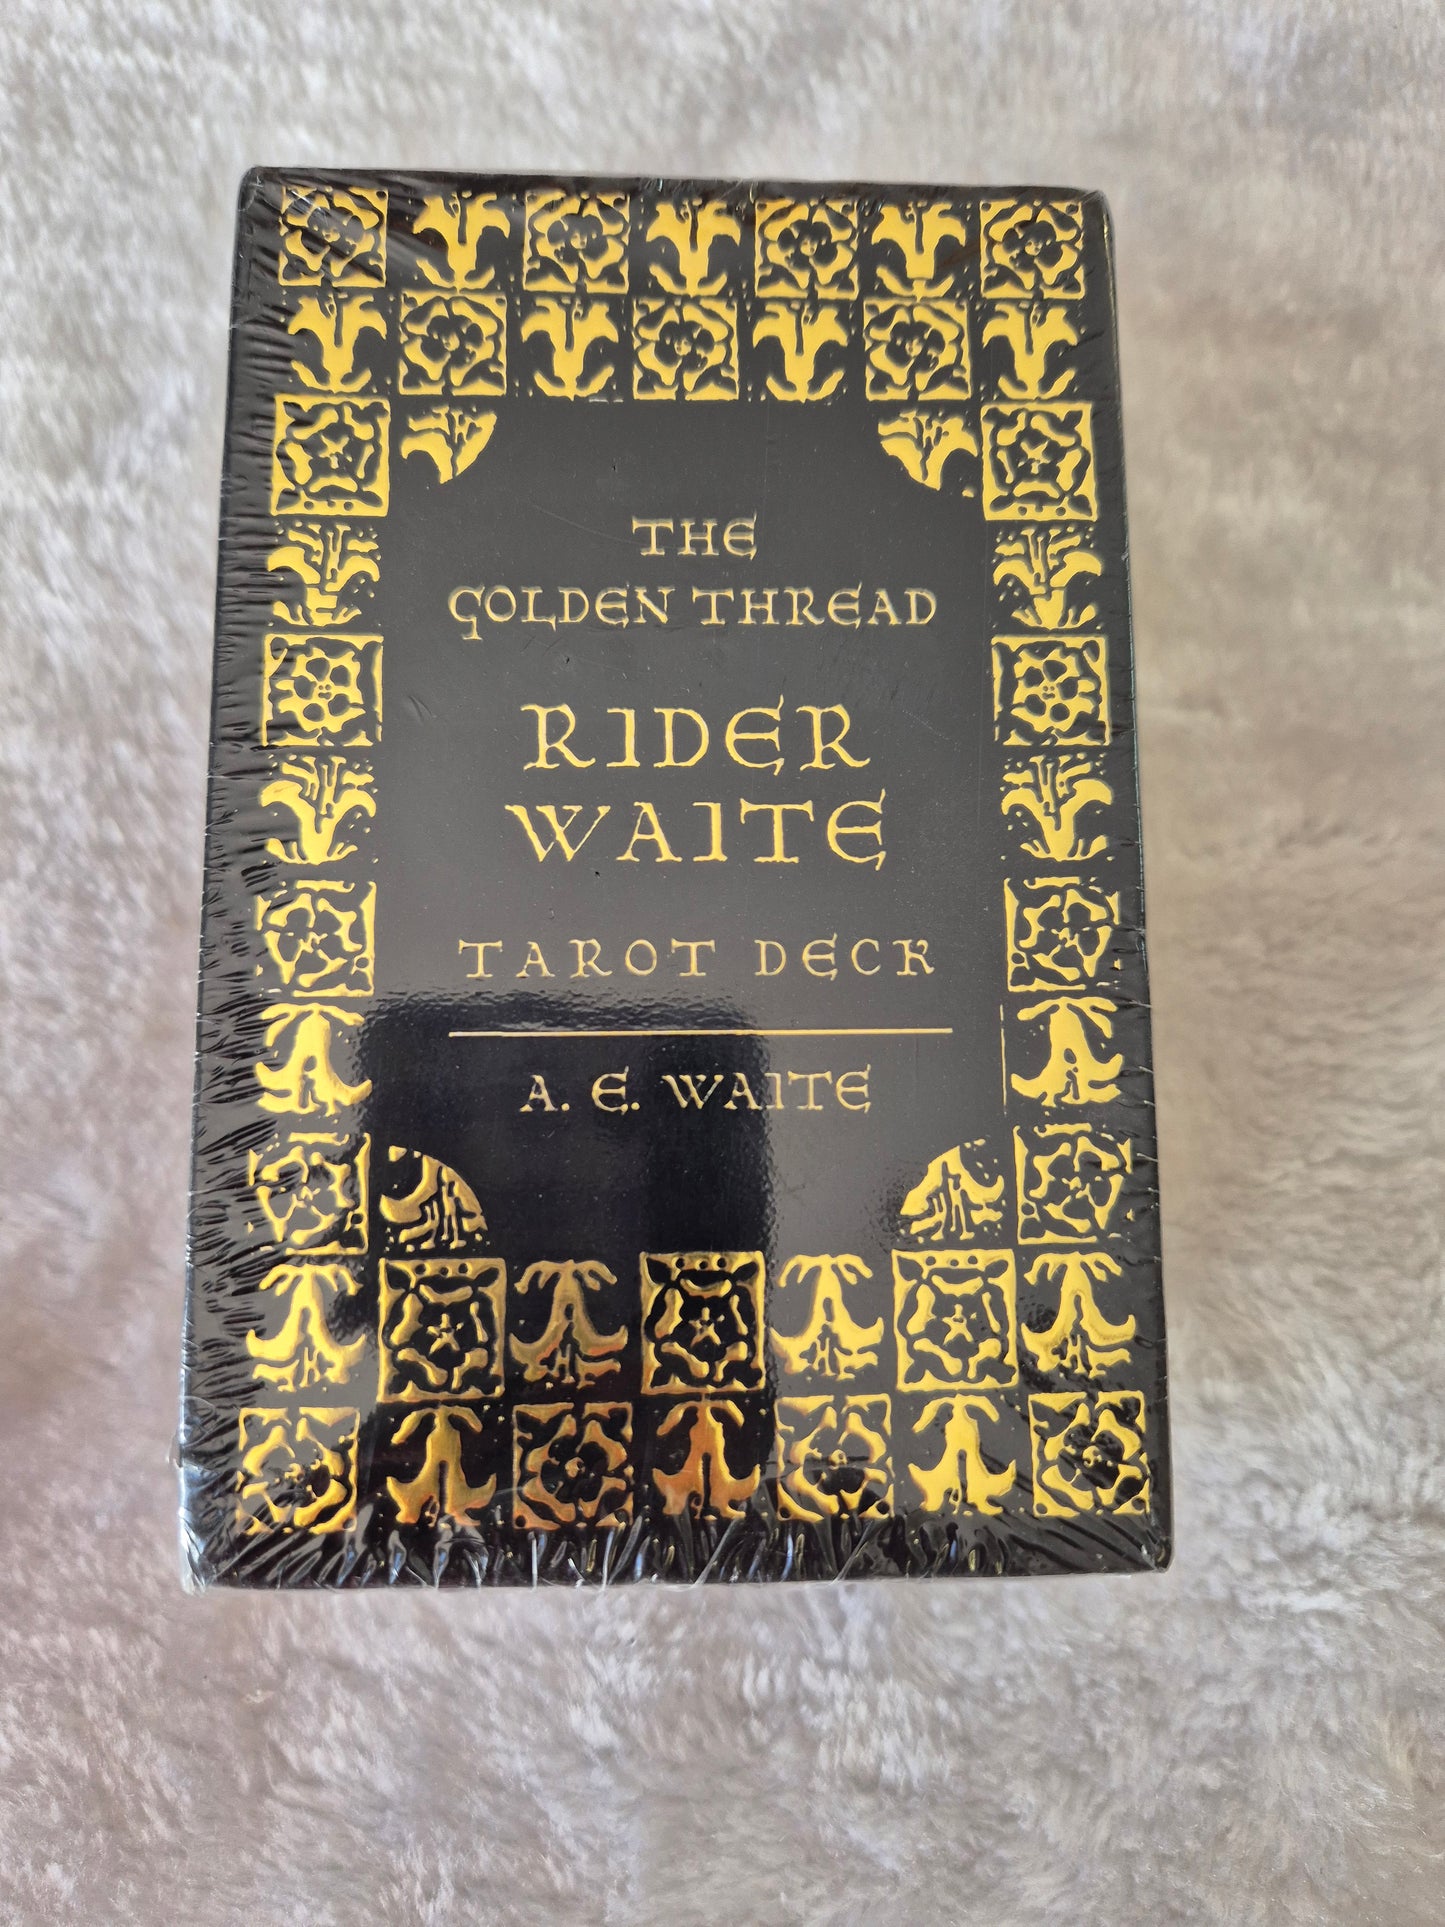 THE
GOLDEN THREAD
RIDER
WAITE
TAROT DECK
A. E. WAITE